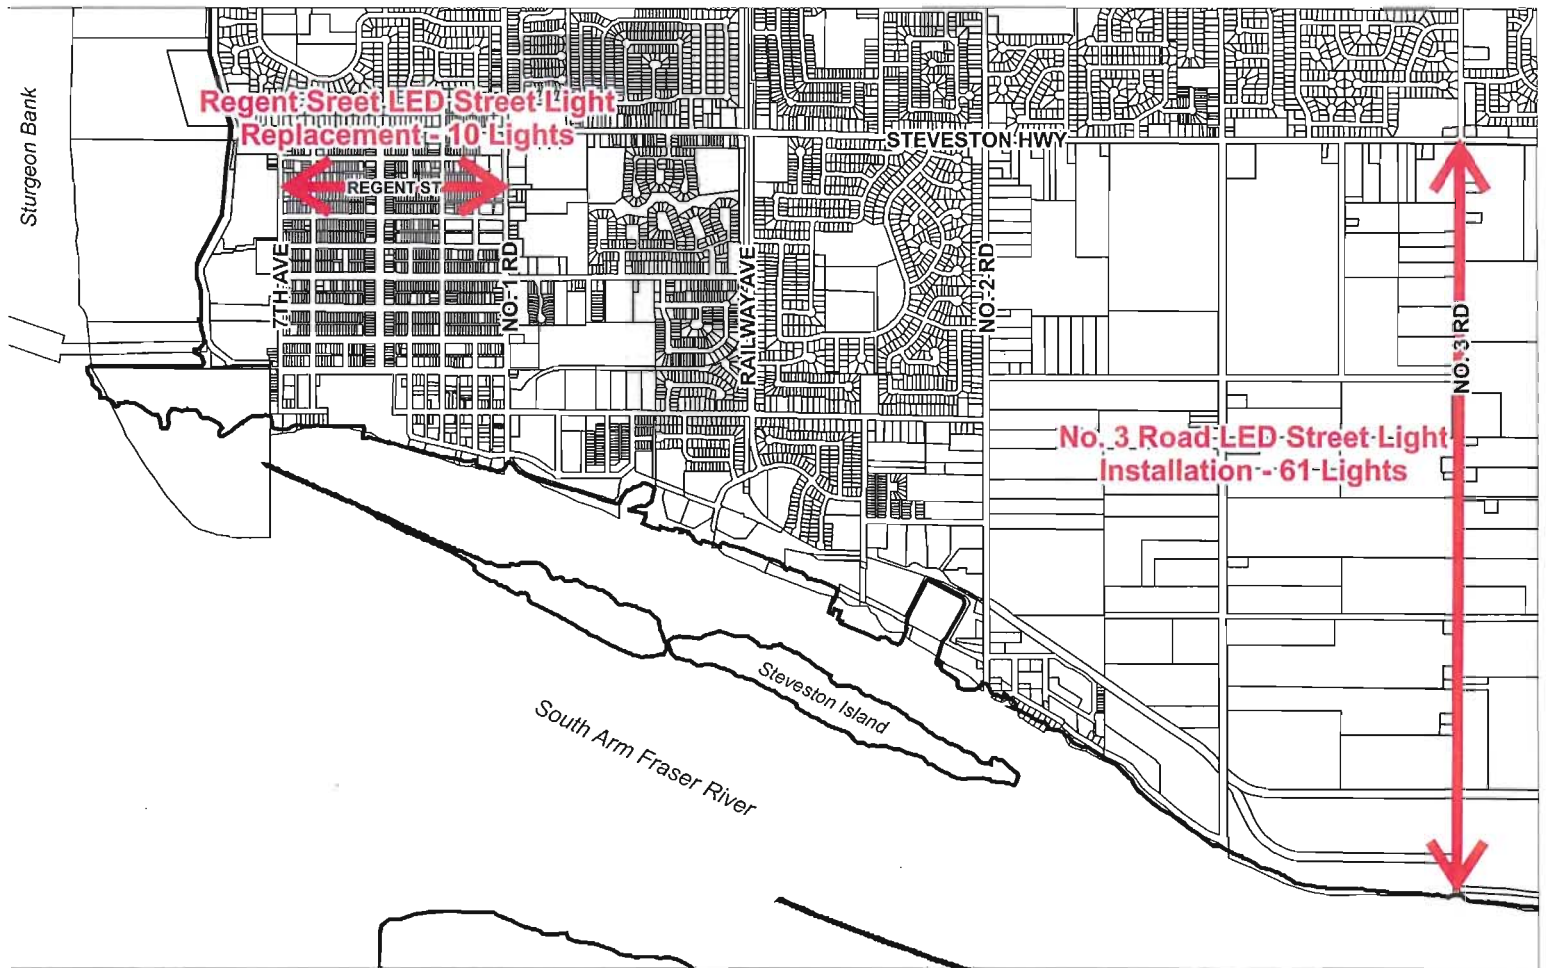 Sturgeon Bank
Regent Sreet LED Street Light
Replacement - 10 Lights
REGENT ST
STEVESTON HWY
7TH AVE
NO. 1 RD
RAILWAY AVE
NO. 2 RD
NO. 3 RD
No. 3 Road LED Street Light
Installation - 61 Lights
Steveston Island
South Arm Fraser River